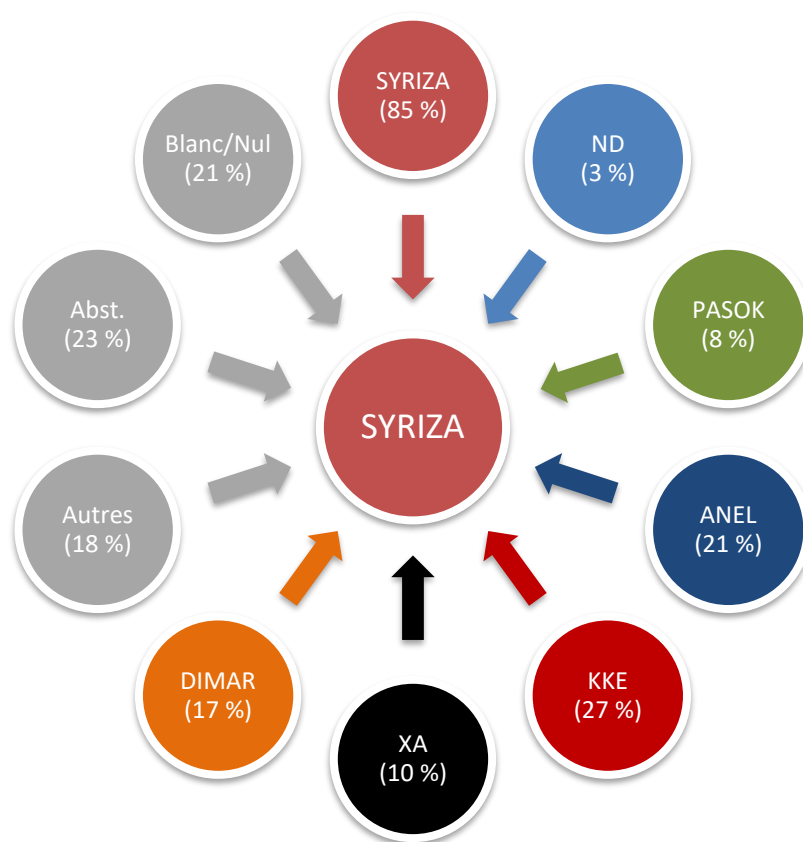 SYRIZA
(85 %)
ND
(3 %)
PASOK
(8 %)
ANEL
(21 %)
KKE
(27 %)
XA
(10 %)
DIMAR
(17 %)
Autres
(18 %)
Abst.
(23 %)
Blanc/Nul
(21 %)
SYRIZA